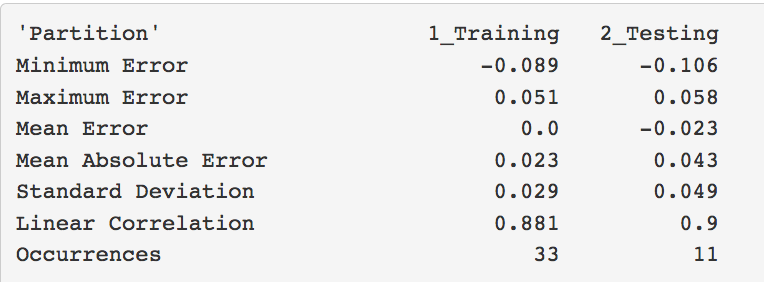 'Partition' 1_Training 2_Testing
Minimum Error -0.089 -0.106
Maximum Error 0.051 0.058
Mean Error 0.0 -0.023
Mean Absolute Error 0.023 0.043
Standard Deviation 0.029 0.049
Linear Correlation 0.881 0.9
Occurrences 33 11